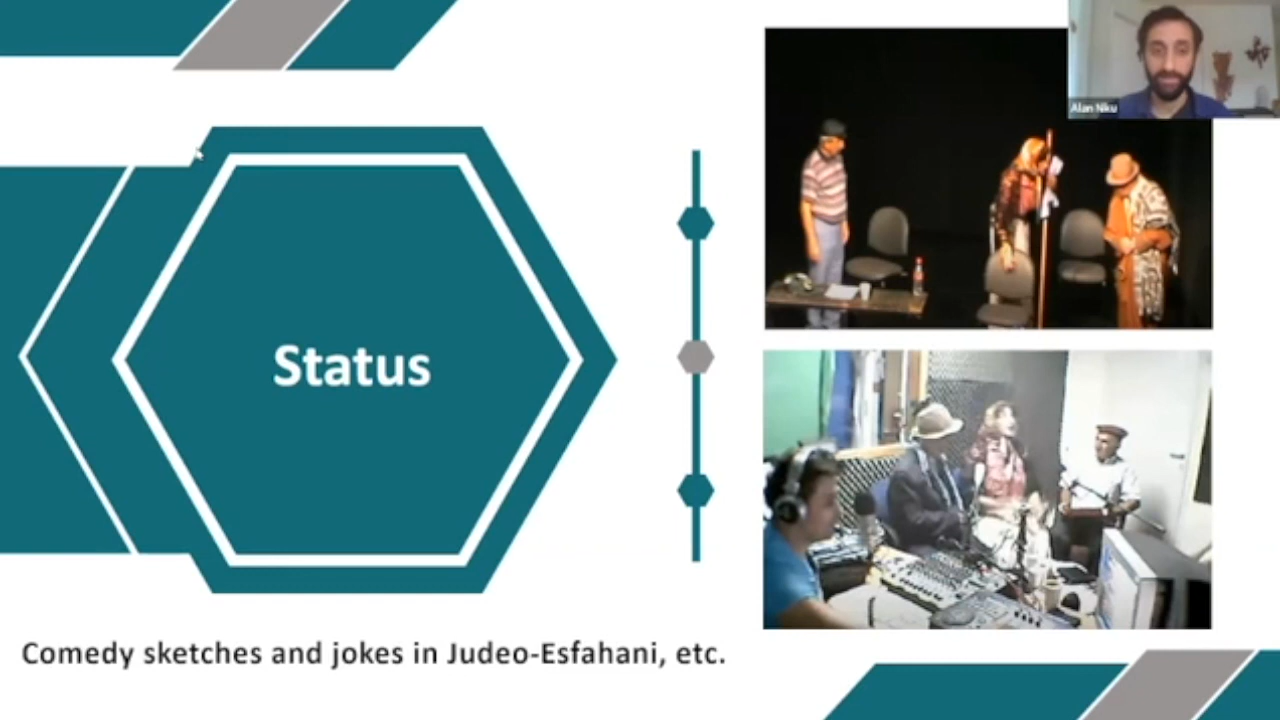 Alan Niku
Status
Comedy sketches and jokes in Judeo-Esfahani, etc.